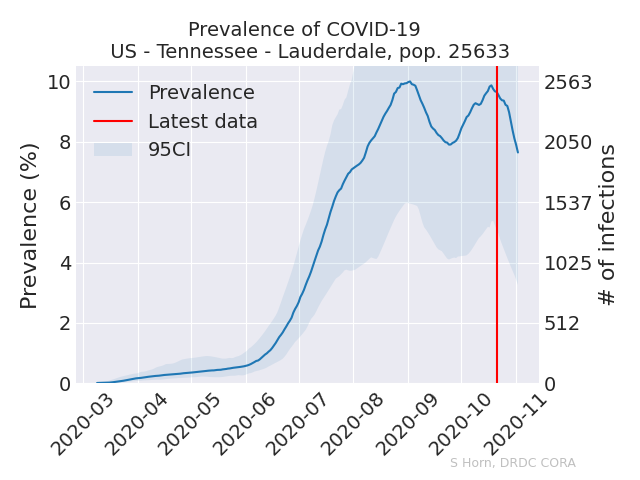 Prevalence of COVID-19
US - Tennessee - Lauderdale, pop. 25633
Prevalence
Latest data
95CI
Prevalence (%)
10
8
6
4
2
0
2563
2050
1537
1025
512
0
# of infections
2020-03
2020-04
2020-05
2020-06
2020-07
2020-08
2020-09
2020-10
2020-11
S Horn, DRDC CORA